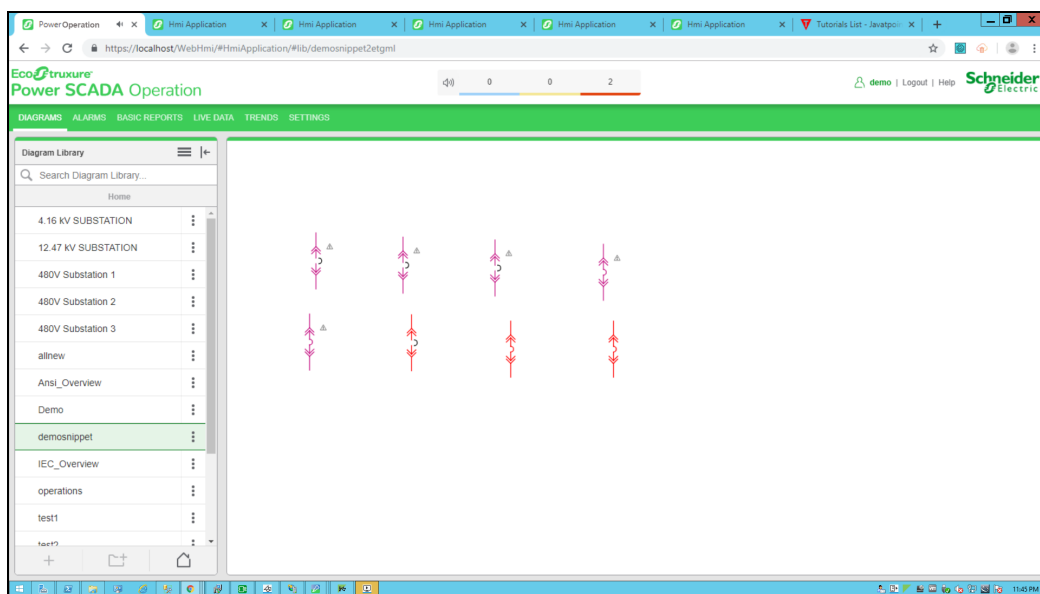 Power Operation
Hmi Application
Hmi Application
Hmi Application
Hmi Application
Hmi Application
Tutorials List - Javatpoi
https://localhost/WebHmi/#HmiApplication/#lib/demosnippet2etgml
EcoStruxure
Power SCADA Operation
0 0 2
demo | Logout | Help
Schneider
Electric
DIAGRAMS ALARMS BASIC REPORTS LIVE DATA TRENDS SETTINGS
Diagram Library
Search Diagram Library...
Home
4.16 kV SUBSTATION
12.47 kV SUBSTATION
480V Substation 1
480V Substation 2
480V Substation 3
allnew
Ansi_Overview
Demo
demosnippet
IEC_Overview
operations
test1
test2
11:45 PM